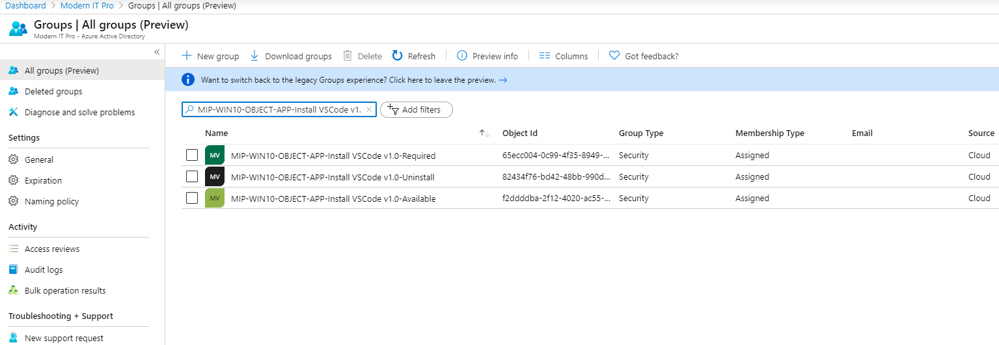 Dashboard > Modern IT Pro > Groups | All groups (Preview)
Groups | All groups (Preview)
Modern IT Pro - Azure Active Directory
«
All groups (Preview)
Deleted groups
Diagnose and solve problems
Settings
General
Expiration
Naming policy
Activity
Access reviews
Audit logs
Bulk operation results
Troubleshooting + Support
New support request
New group Download groups Delete Refresh Preview info Columns Got feedback?
Want to switch back to the legacy Groups experience? Click here to leave the preview. →
MIP-WIN10-OBJECT-APP-Install VSCode v1. Add filters
Name ↑↓ Object Id Group Type Membership Type Email Source
MV MIP-WIN10-OBJECT-APP-Install VSCode v1.0-Required 65ecc004-0c99-4f35-8949-... Security Assigned Cloud
MV MIP-WIN10-OBJECT-APP-Install VSCode v1.0-Uninstall 82434f76-bd42-48bb-990d... Security Assigned Cloud
MV MIP-WIN10-OBJECT-APP-Install VSCode v1.0-Available f2ddddba-2f12-4020-ac55-... Security Assigned Cloud